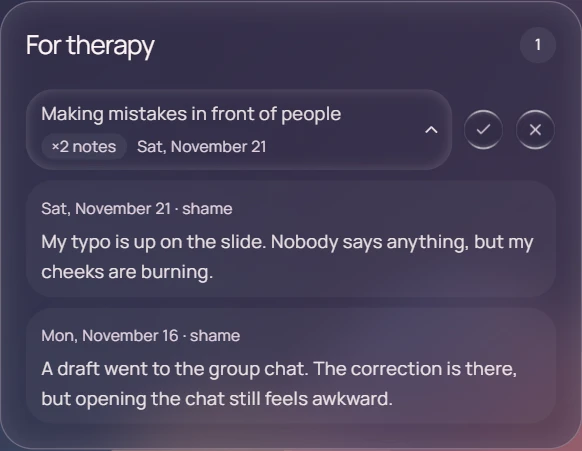 For therapy
1
Making mistakes in front of people
×2 notes Sat, November 21
Sat, November 21 · shame
My typo is up on the slide. Nobody says anything, but my
cheeks are burning.
Mon, November 16 · shame
A draft went to the group chat. The correction is there,
but opening the chat still feels awkward.